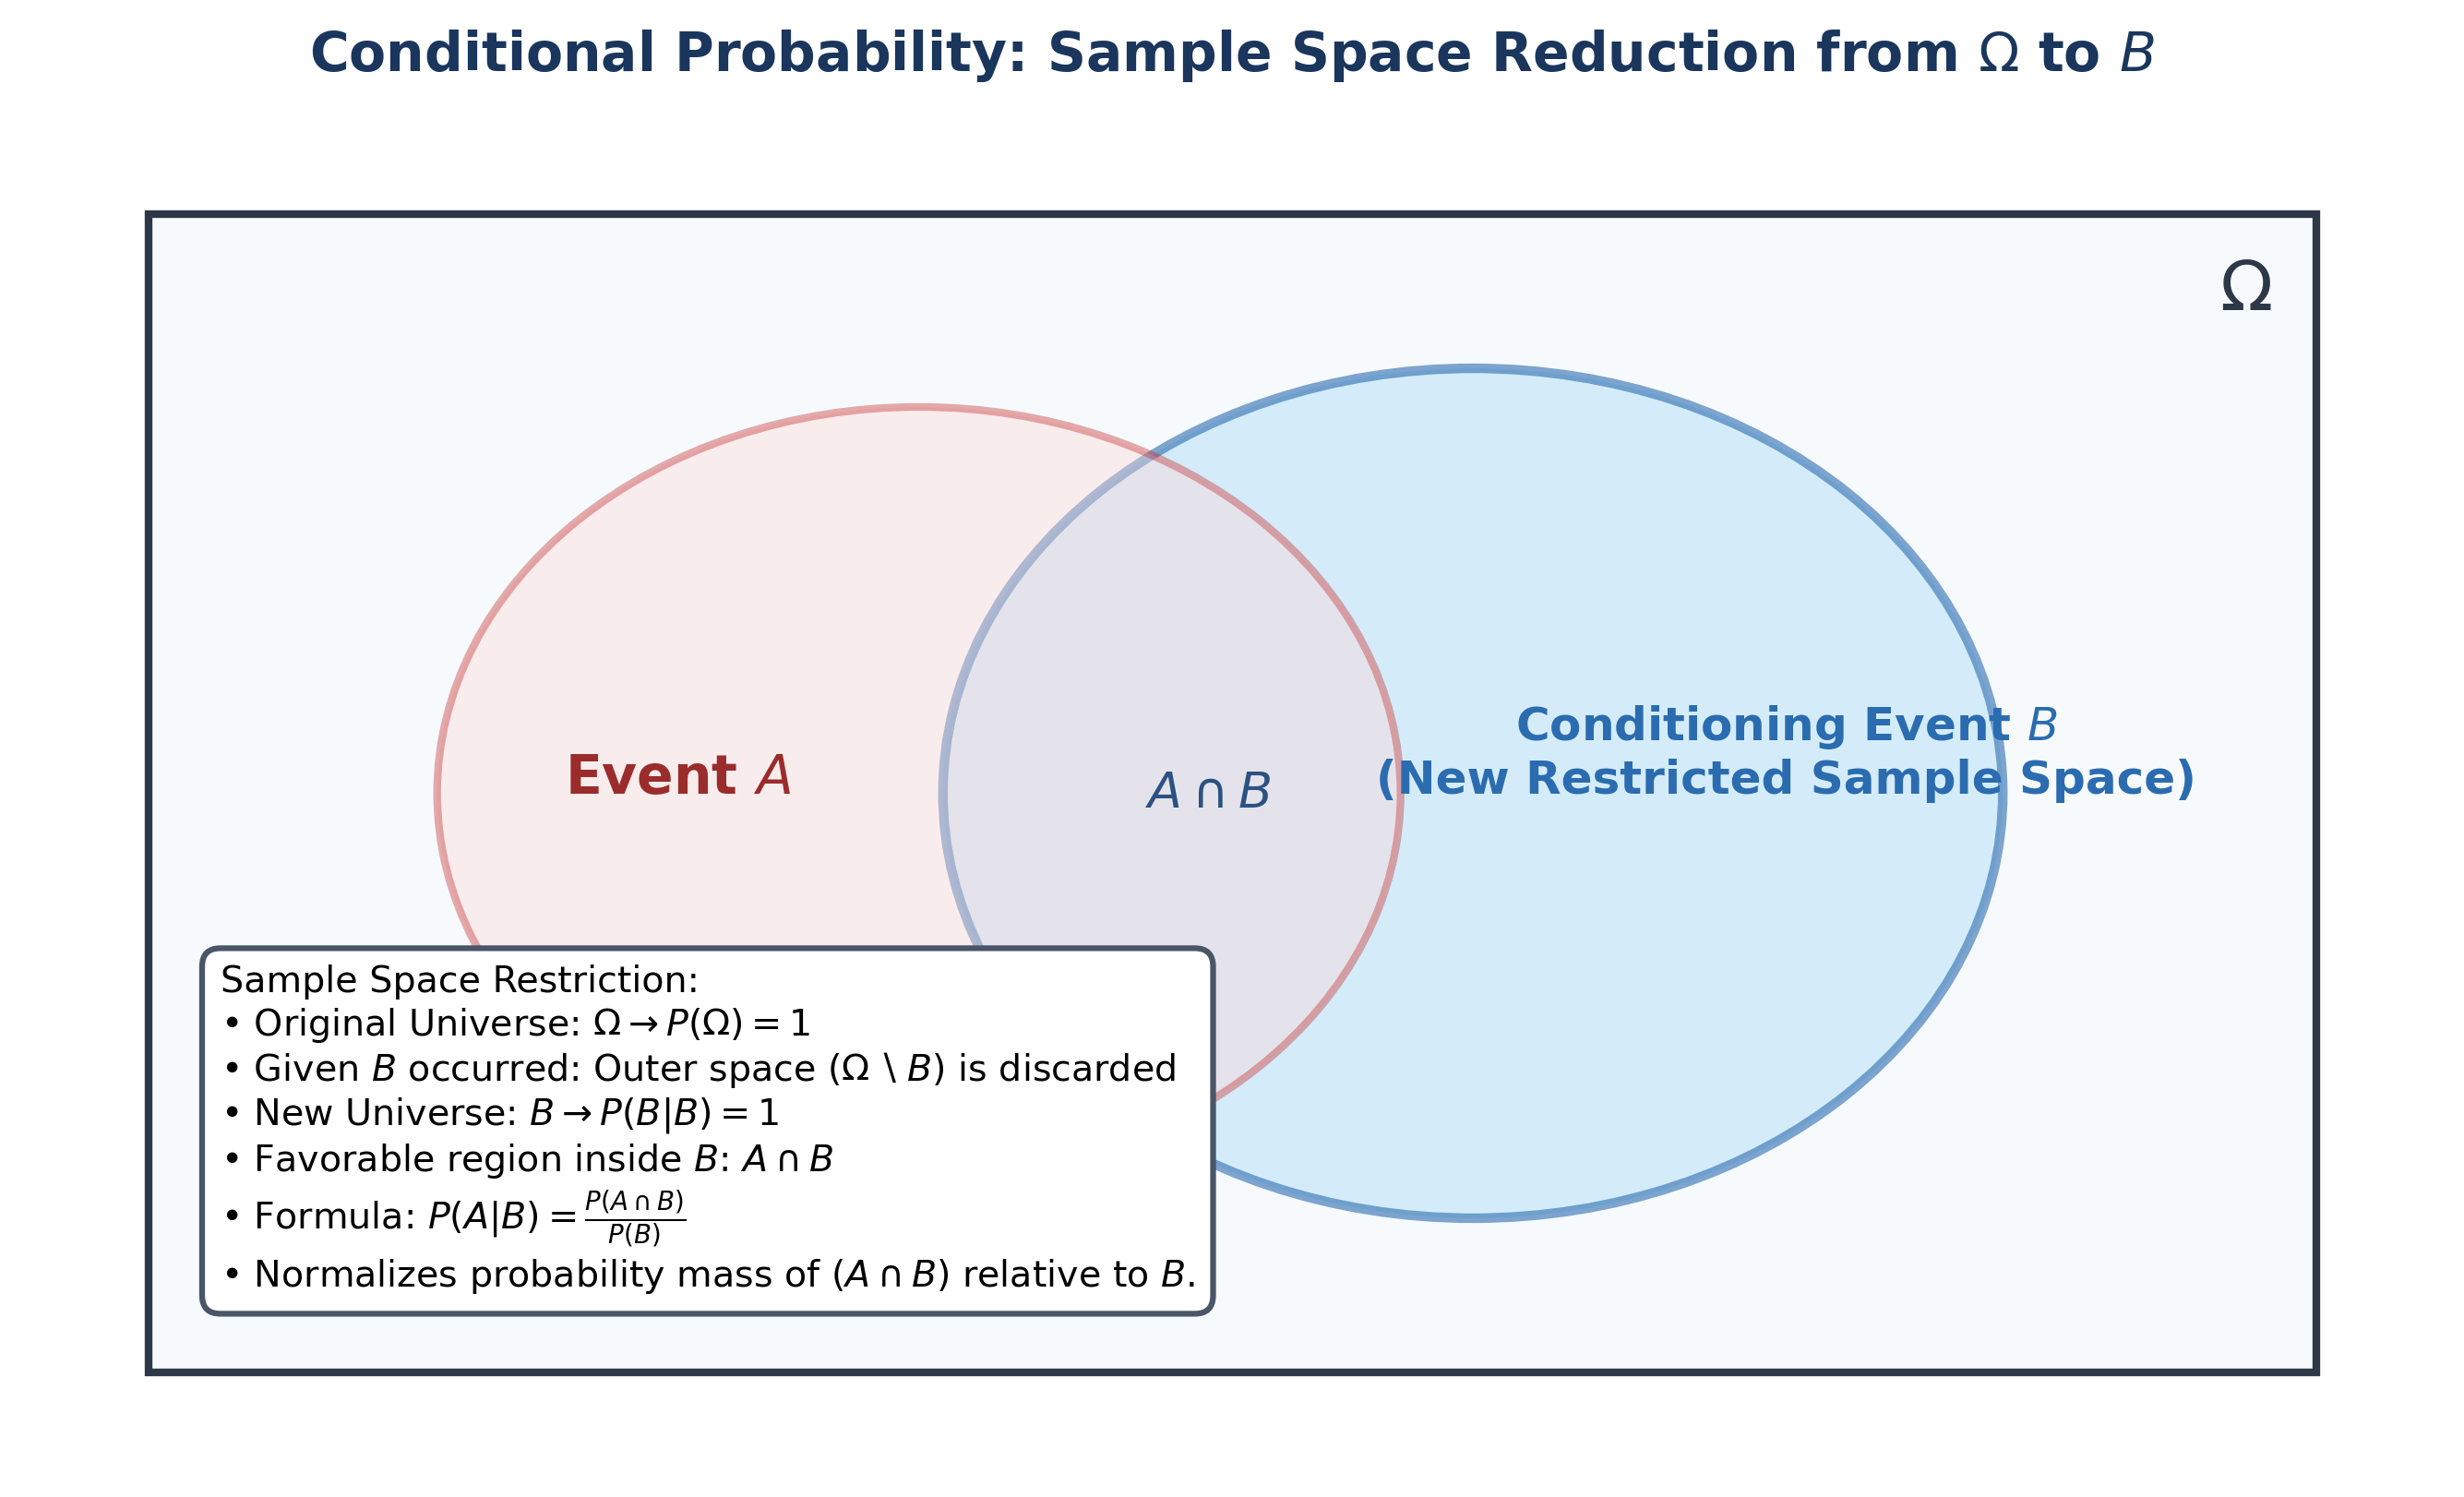 Conditional Probability: Sample Space Reduction from Ω to B
Ω
Conditioning Event B
(New Restricted Sample Space)
Event A
A ∩ B
Sample Space Restriction:
• Original Universe: Ω → P(Ω) = 1
• Given B occurred: Outer space (Ω \ B) is discarded
• New Universe: B → P(B|B) = 1
• Favorable region inside B: A ∩ B
• Formula: P(A|B) = P(A ∩ B) / P(B)
• Normalizes probability mass of (A ∩ B) relative to B.